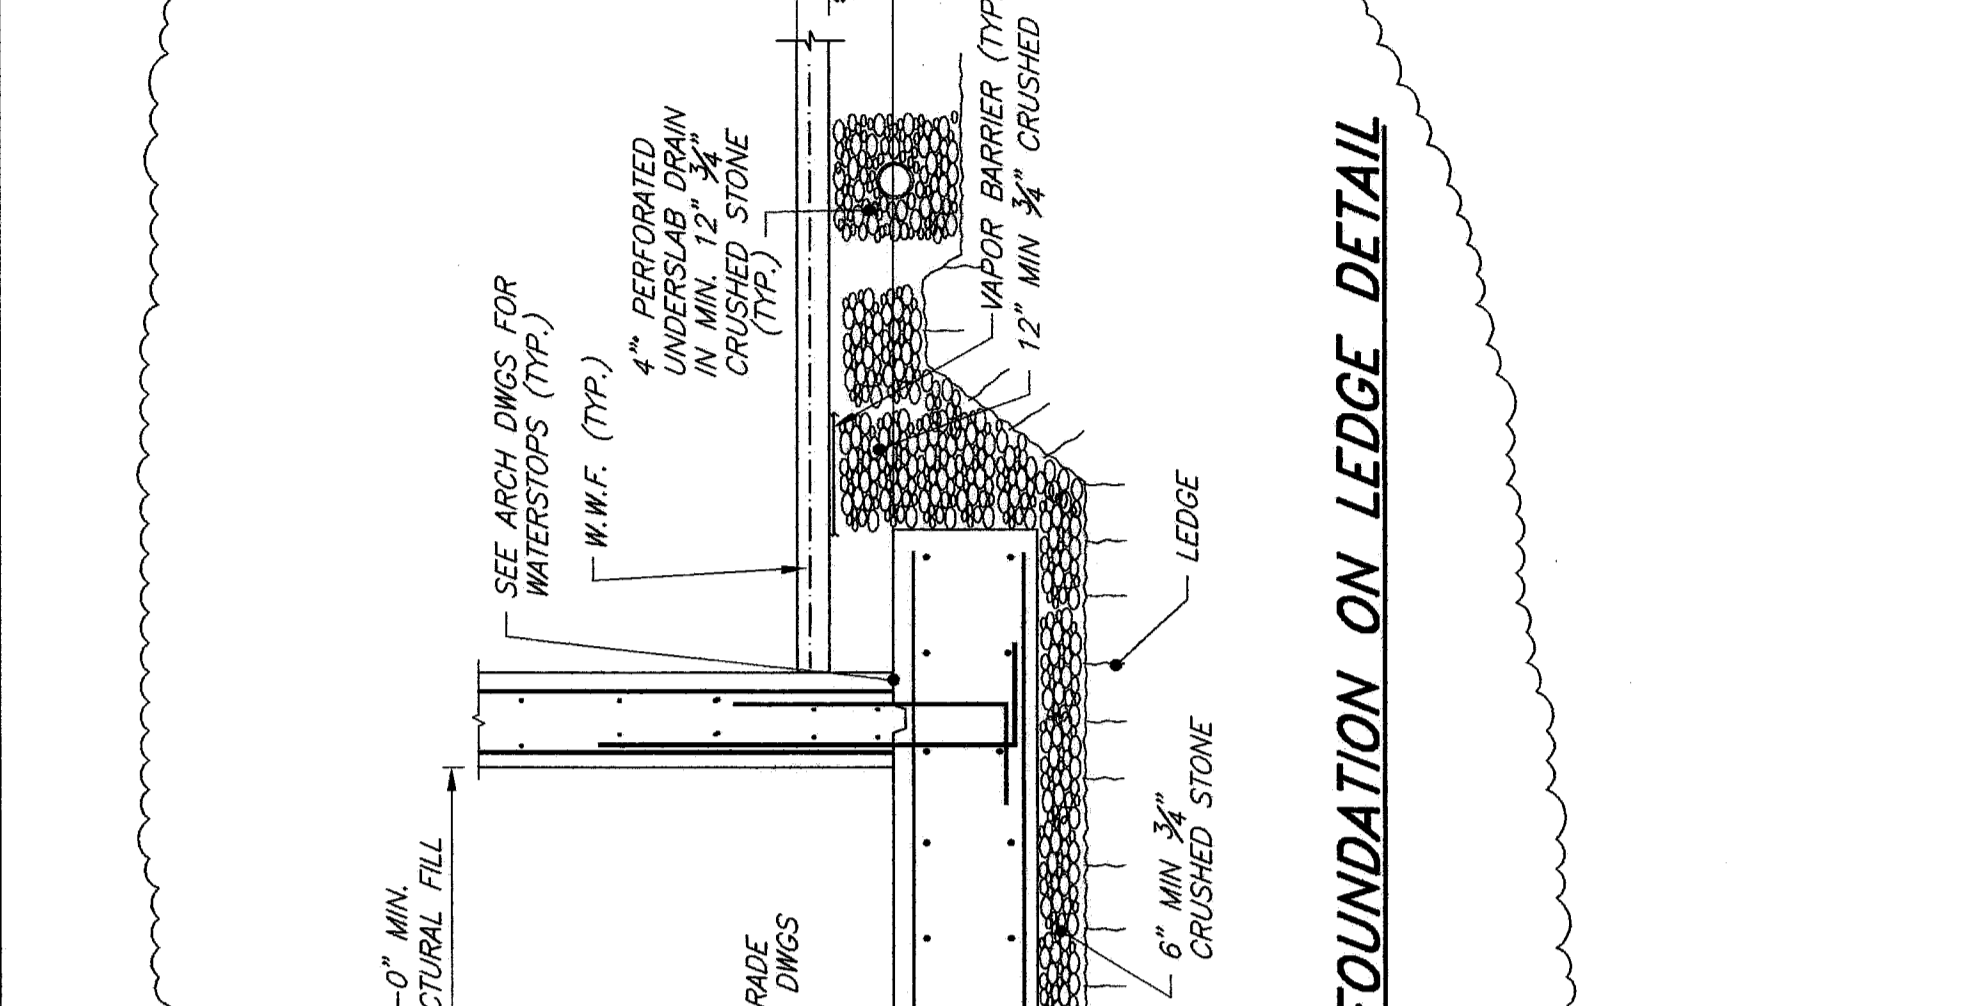 SEE ARCH DWGS FOR
WATERSTOPS (TYP.)
W.W.F. (TYP.)
4"• PERFORATED
UNDERSLAB DRAIN
IN MIN. 12" ¾"
CRUSHED STONE
(TYP.)
VAPOR BARRIER (TYP
12" MIN ¾" CRUSHED
LEDGE
6" MIN ¾"
CRUSHED STONE
-0" MIN.
CTURAL FILL
RADE
DWGS
FOUNDATION ON LEDGE DETAIL